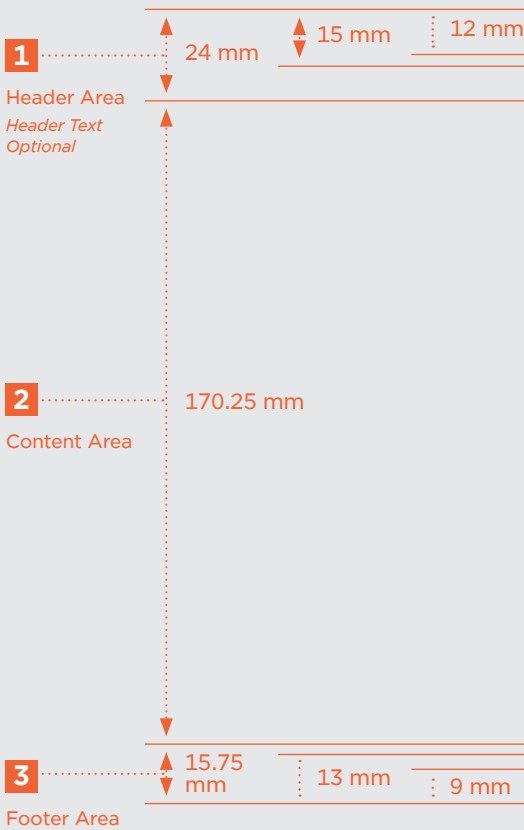 12 mm
15 mm
24 mm
1
Header Area
Header Text
Optional
2
170.25 mm
Content Area
15.75
mm
3
13 mm
9 mm
Footer Area